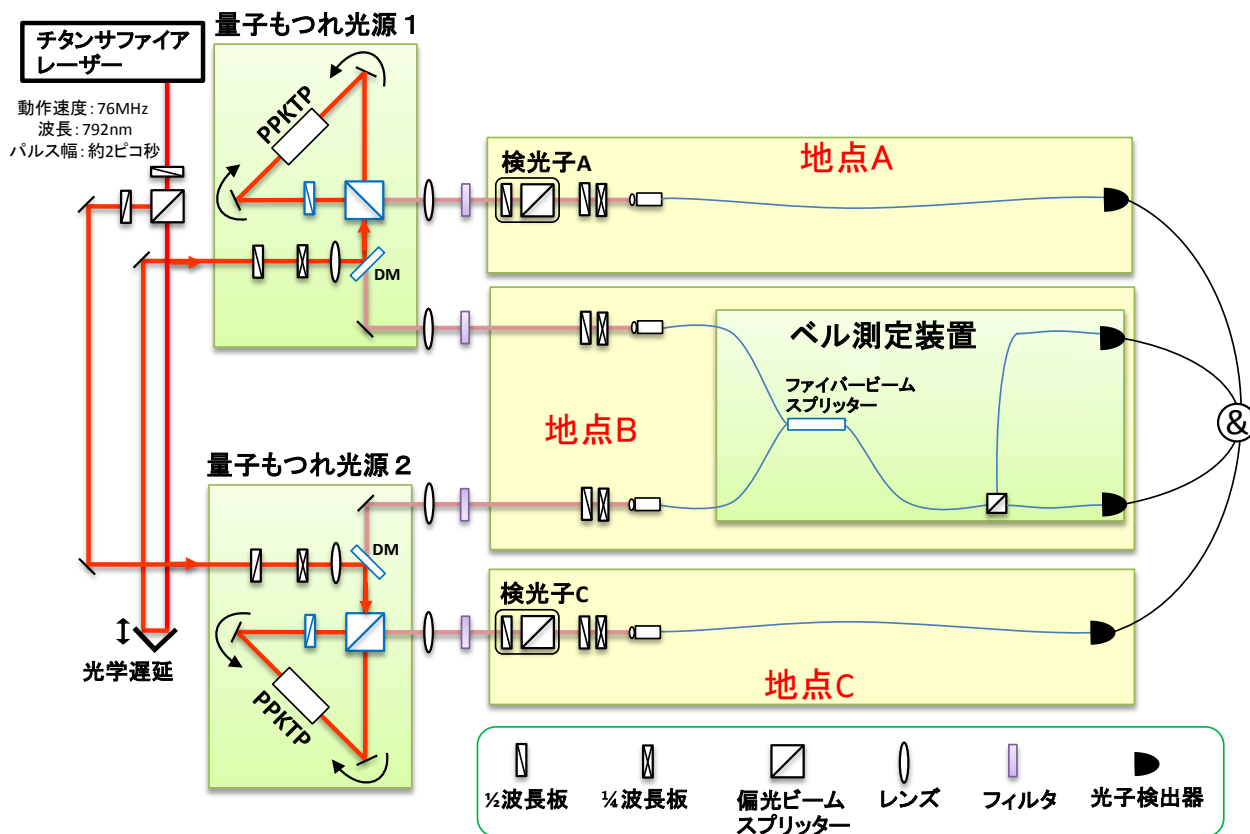 量子もつれ光源１
チタンサファイア
レーザー
動作速度：76MHz
波長：792nm
パルス幅：約2ピコ秒
PPKTP
DM
検光子A
地点A
ベル測定装置
ファイバービーム
スプリッター
地点B
&
量子もつれ光源２
DM
PPKTP
光学遅延
検光子C
地点C
½波長板
¼波長板
偏光ビーム
スプリッター
レンズ
フィルタ
光子検出器